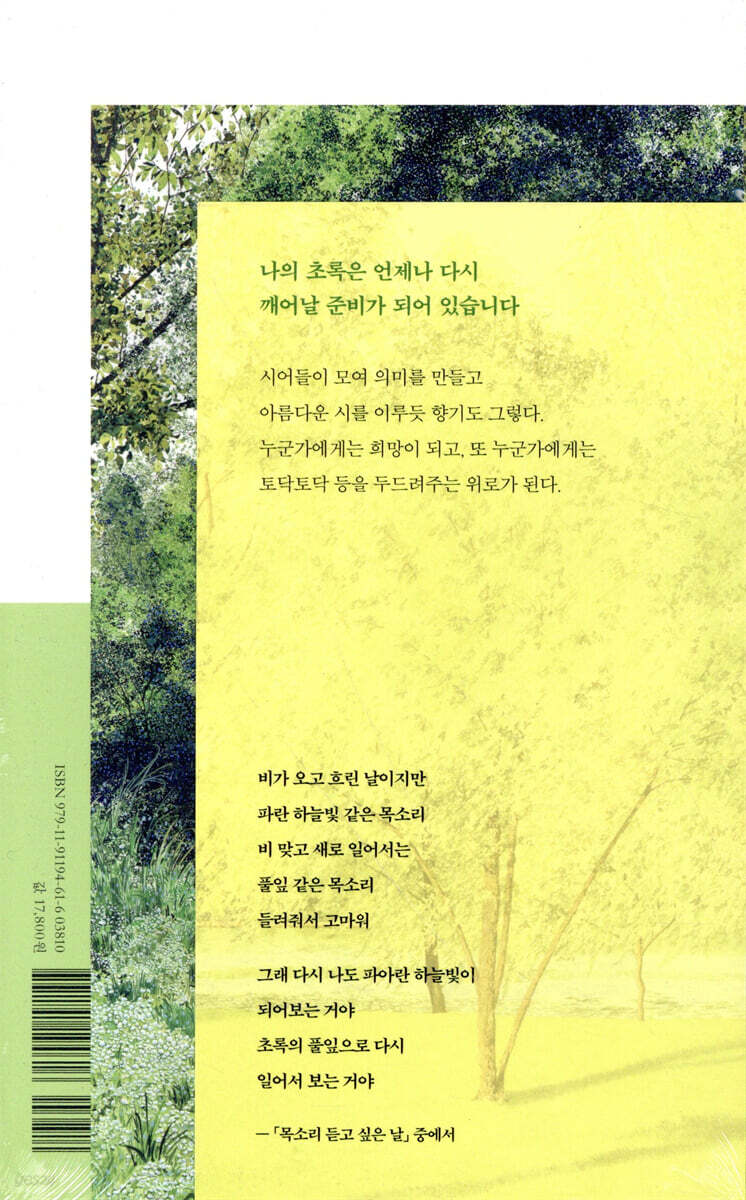 나의 초록은 언제나 다시
깨어날 준비가 되어 있습니다
시어들이 모여 의미를 만들고
아름다운 시를 이루듯 향기도 그렇다.
누군가에게는 희망이 되고, 또 누군가에게는
토닥토닥 등을 두드려주는 위로가 된다.
비가 오고 흐린 날이지만
파란 하늘빛 같은 목소리
비 맞고 새로 일어서는
풀잎 같은 목소리
들려줘서 고마워
그래 다시 나도 파아란 하늘빛이
되어보는 거야
초록의 풀잎으로 다시
일어서 보는 거야
─「목소리 듣고 싶은 날」 중에서
ISBN 979-11-91194-61-6 03810
값 17,800원
yes24